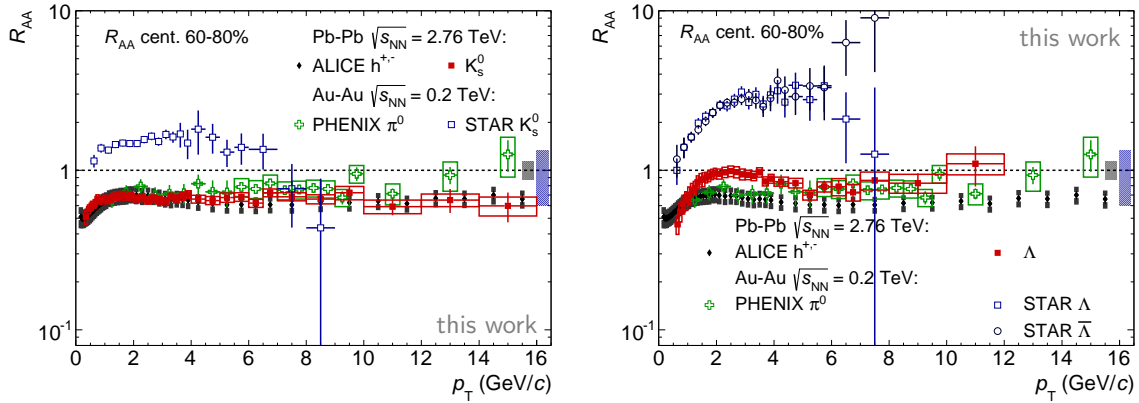 R_AA
10
1
10^-1
R_AA cent. 60-80%
Pb-Pb √s_NN = 2.76 TeV:
ALICE h^+,-
K^0_s
Au-Au √s_NN = 0.2 TeV:
PHENIX π^0
STAR K^0_s
this work
0 2 4 6 8 10 12 14 16
p_T (GeV/c)
R_AA
10
1
10^-1
R_AA cent. 60-80%
this work
Pb-Pb √s_NN = 2.76 TeV:
ALICE h^+,-
Λ
Au-Au √s_NN = 0.2 TeV:
PHENIX π^0
STAR Λ
STAR Λ̅
0 2 4 6 8 10 12 14 16
p_T (GeV/c)